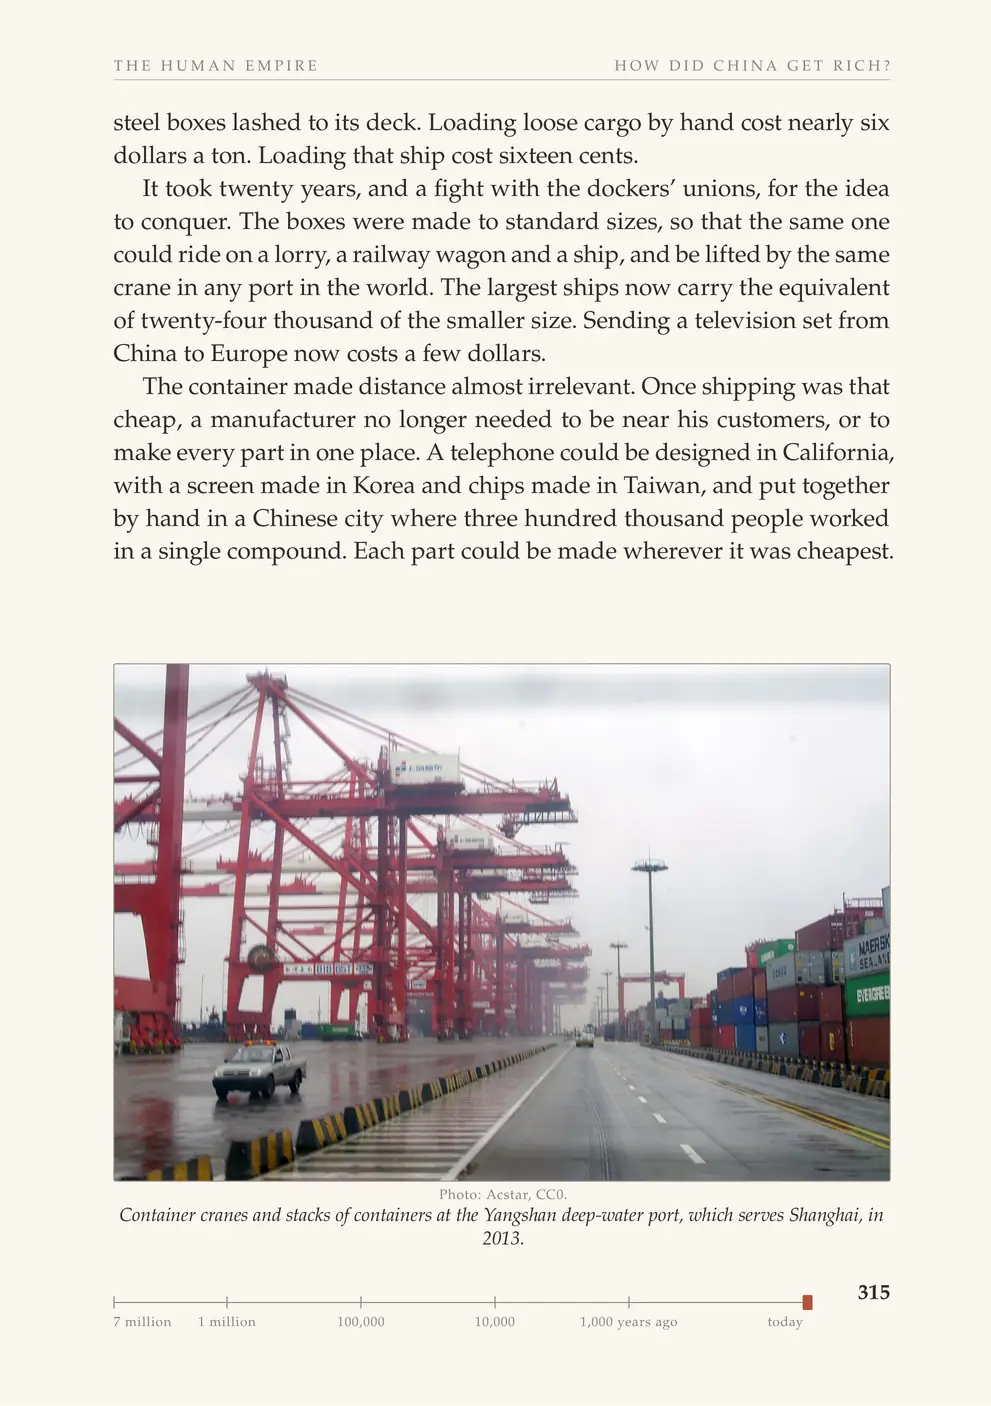 THE HUMAN EMPIRE
HOW DID CHINA GET RICH?
steel boxes lashed to its deck. Loading loose cargo by hand cost nearly six
dollars a ton. Loading that ship cost sixteen cents.
It took twenty years, and a fight with the dockers’ unions, for the idea
to conquer. The boxes were made to standard sizes, so that the same one
could ride on a lorry, a railway wagon and a ship, and be lifted by the same
crane in any port in the world. The largest ships now carry the equivalent
of twenty-four thousand of the smaller size. Sending a television set from
China to Europe now costs a few dollars.
The container made distance almost irrelevant. Once shipping was that
cheap, a manufacturer no longer needed to be near his customers, or to
make every part in one place. A telephone could be designed in California,
with a screen made in Korea and chips made in Taiwan, and put together
by hand in a Chinese city where three hundred thousand people worked
in a single compound. Each part could be made wherever it was cheapest.
MAERSK
SEALAND
Photo: Acstar, CC0.
Container cranes and stacks of containers at the Yangshan deep-water port, which serves Shanghai, in
2013.
315
7 million
1 million
100,000
10,000
1,000 years ago
today